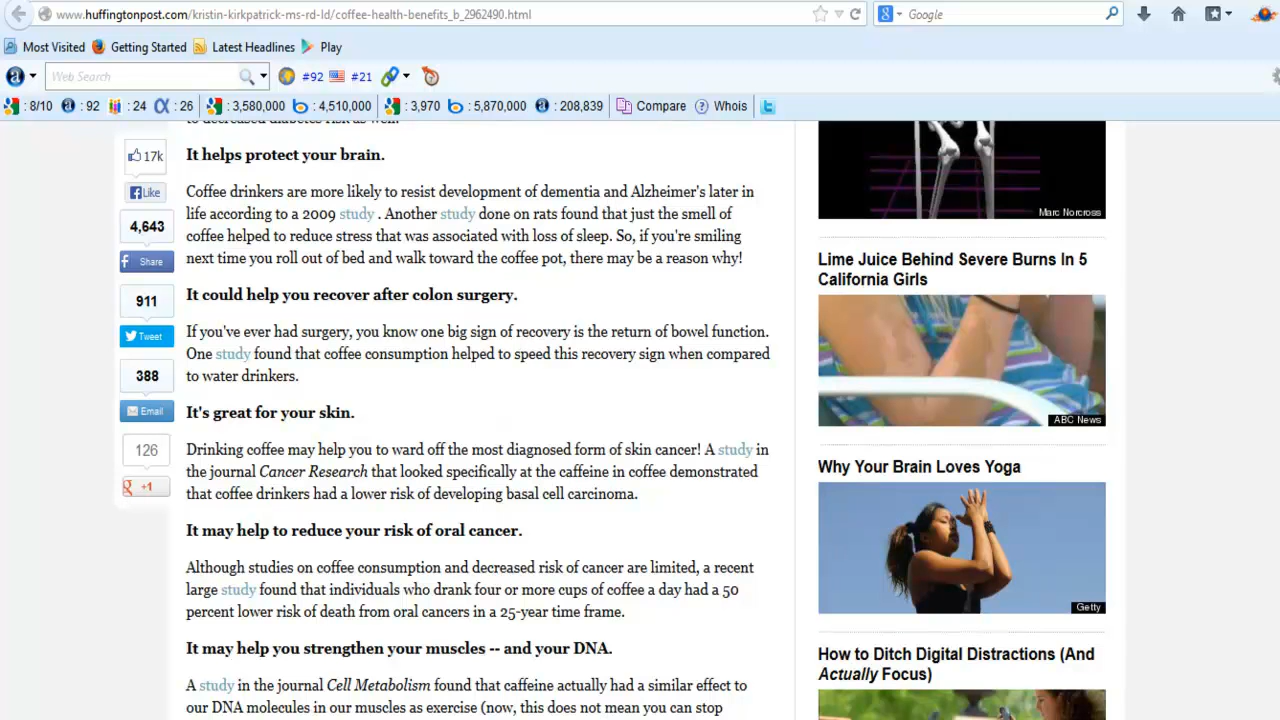 www.huffingtonpost.com/kristin-kirkpatrick-ms-rd-ld/coffee-health-benefits_b_2962490.html
Google
Most Visited Getting Started Latest Headlines Play
Web Search #92 #21
: 8/10 : 92 : 24 : 26 : 3,580,000 : 4,510,000 : 3,970 : 5,870,000 : 208,839 Compare Whois
to decreased diabetes risk as well.
17k
Like
4,643
Share
911
Tweet
388
Email
126
+1
It helps protect your brain.
Coffee drinkers are more likely to resist development of dementia and Alzheimer's later in
life according to a 2009 study . Another study done on rats found that just the smell of
coffee helped to reduce stress that was associated with loss of sleep. So, if you're smiling
next time you roll out of bed and walk toward the coffee pot, there may be a reason why!
It could help you recover after colon surgery.
If you've ever had surgery, you know one big sign of recovery is the return of bowel function.
One study found that coffee consumption helped to speed this recovery sign when compared
to water drinkers.
It's great for your skin.
Drinking coffee may help you to ward off the most diagnosed form of skin cancer! A study in
the journal Cancer Research that looked specifically at the caffeine in coffee demonstrated
that coffee drinkers had a lower risk of developing basal cell carcinoma.
It may help to reduce your risk of oral cancer.
Although studies on coffee consumption and decreased risk of cancer are limited, a recent
large study found that individuals who drank four or more cups of coffee a day had a 50
percent lower risk of death from oral cancers in a 25-year time frame.
It may help you strengthen your muscles -- and your DNA.
A study in the journal Cell Metabolism found that caffeine actually had a similar effect to
our DNA molecules in our muscles as exercise (now, this does not mean you can stop
Marc Norcross
Lime Juice Behind Severe Burns In 5
California Girls
ABC News
Why Your Brain Loves Yoga
Getty
How to Ditch Digital Distractions (And
Actually Focus)